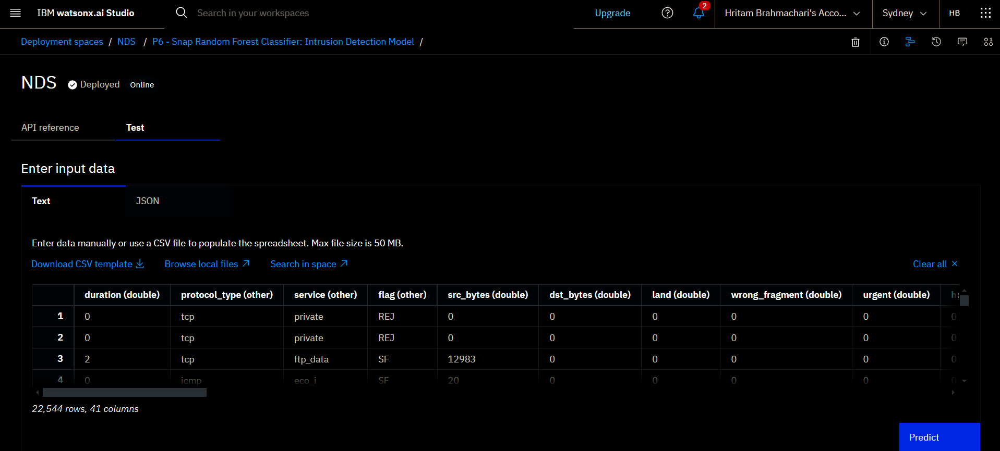 IBM watsonx.ai Studio Search in your workspaces Upgrade 2 Hritam Brahmachari's Acco... Sydney HB
Deployment spaces / NDS / P6 - Snap Random Forest Classifier: Intrusion Detection Model /
NDS Deployed Online
API reference Test
Enter input data
Text JSON
Enter data manually or use a CSV file to populate the spreadsheet. Max file size is 50 MB.
Download CSV template Browse local files Search in space Clear all
duration (double) protocol_type (other) service (other) flag (other) src_bytes (double) dst_bytes (double) land (double) wrong_fragment (double) urgent (double)
1 0 tcp private REJ 0 0 0 0 0 0
2 0 tcp private REJ 0 0 0 0 0 0
3 2 tcp ftp_data SF 12983 0 0 0 0 0
4 0 icmp eco_i SF 20 0 0 0 0 0
22,544 rows, 41 columns
Predict